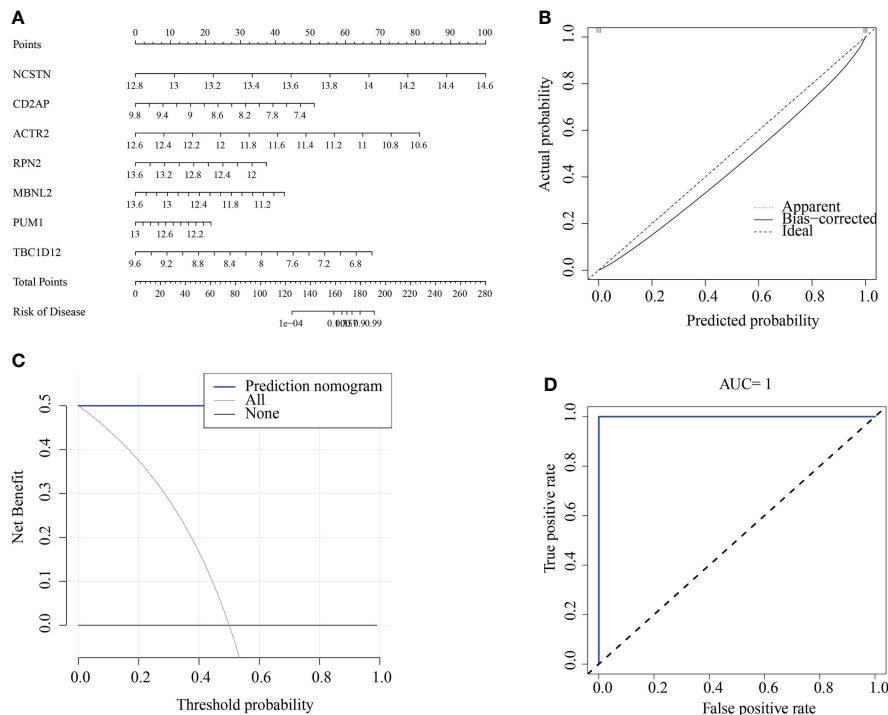 A
0 10 20 30 40 50 60 70 80 90 100
Points
NCSTN
12.8 13 13.2 13.4 13.6 13.8 14 14.2 14.4 14.6
CD2AP
9.8 9.4 9 8.6 8.2 7.8 7.4
ACTR2
12.6 12.4 12.2 12 11.8 11.6 11.4 11.2 11 10.8 10.6
RPN2
13.6 13.2 12.8 12.4 12
MBNL2
13.6 13 12.4 11.8 11.2
PUM1
13 12.6 12.2
TBC1D12
9.6 9.2 8.8 8.4 8 7.6 7.2 6.8
Total Points
0 20 40 60 80 100 120 140 160 180 200 220 240 260 280
Risk of Disease
1e−04 0.99
B
Actual probability
1.0
0.8
0.6
0.4
0.2
0.0
Apparent
Bias−corrected
Ideal
0.0 0.2 0.4 0.6 0.8 1.0
Predicted probability
C
Net Benefit
0.5
0.4
0.3
0.2
0.1
0.0
Prediction nomogram
All
None
0.0 0.2 0.4 0.6 0.8 1.0
Threshold probability
D
AUC= 1
True positive rate
1.0
0.8
0.6
0.4
0.2
0.0
0.0 0.2 0.4 0.6 0.8 1.0
False positive rate